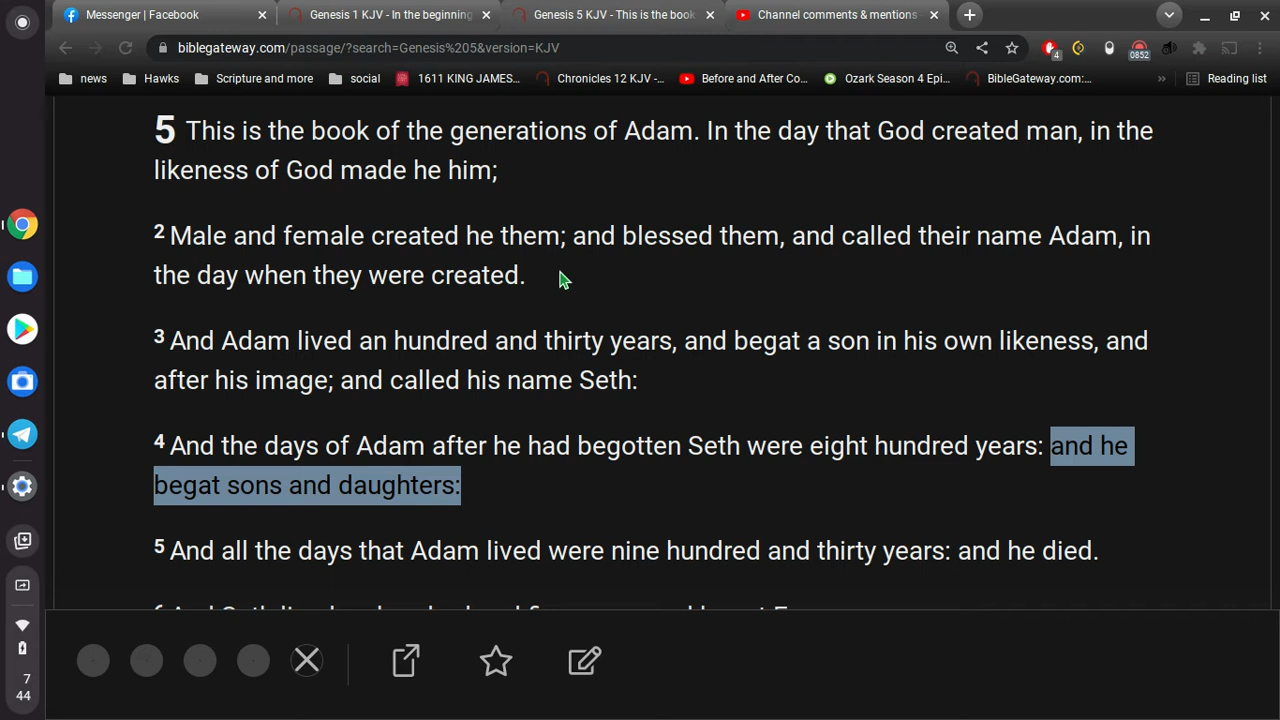 Messenger | Facebook
Genesis 1 KJV - In the beginning
Genesis 5 KJV - This is the book
Channel comments & mentions
biblegateway.com/passage/?search=Genesis%205&version=KJV
4
0852
news
Hawks
Scripture and more
social
1611 KING JAMES...
Chronicles 12 KJV -...
Before and After Co...
Ozark Season 4 Epi...
BibleGateway.com:...
»
Reading list
5 This is the book of the generations of Adam. In the day that God created man, in the
likeness of God made he him;
2 Male and female created he them; and blessed them, and called their name Adam, in
the day when they were created.
3 And Adam lived an hundred and thirty years, and begat a son in his own likeness, and
after his image; and called his name Seth:
4 And the days of Adam after he had begotten Seth were eight hundred years: and he
begat sons and daughters:
5 And all the days that Adam lived were nine hundred and thirty years: and he died.
7
44